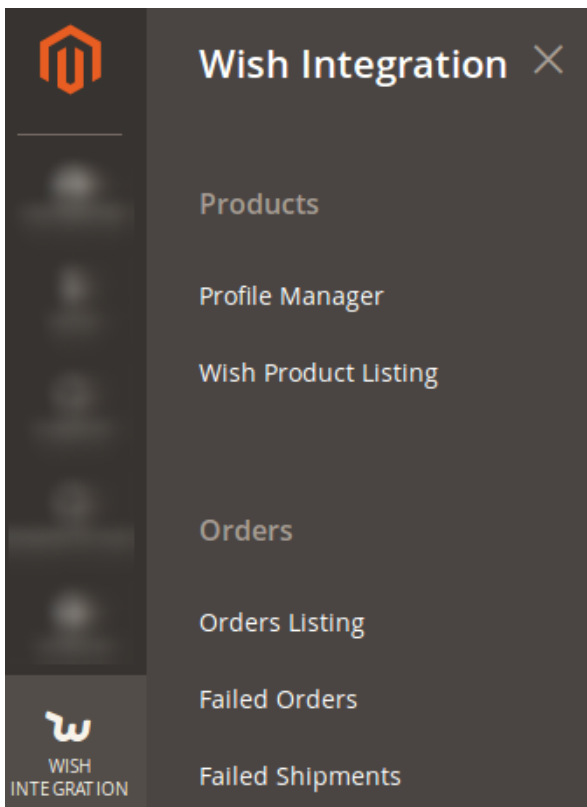 Wish Integration
Products
Profile Manager
Wish Product Listing
Orders
Orders Listing
Failed Orders
Failed Shipments
WISH
INTEGRATION